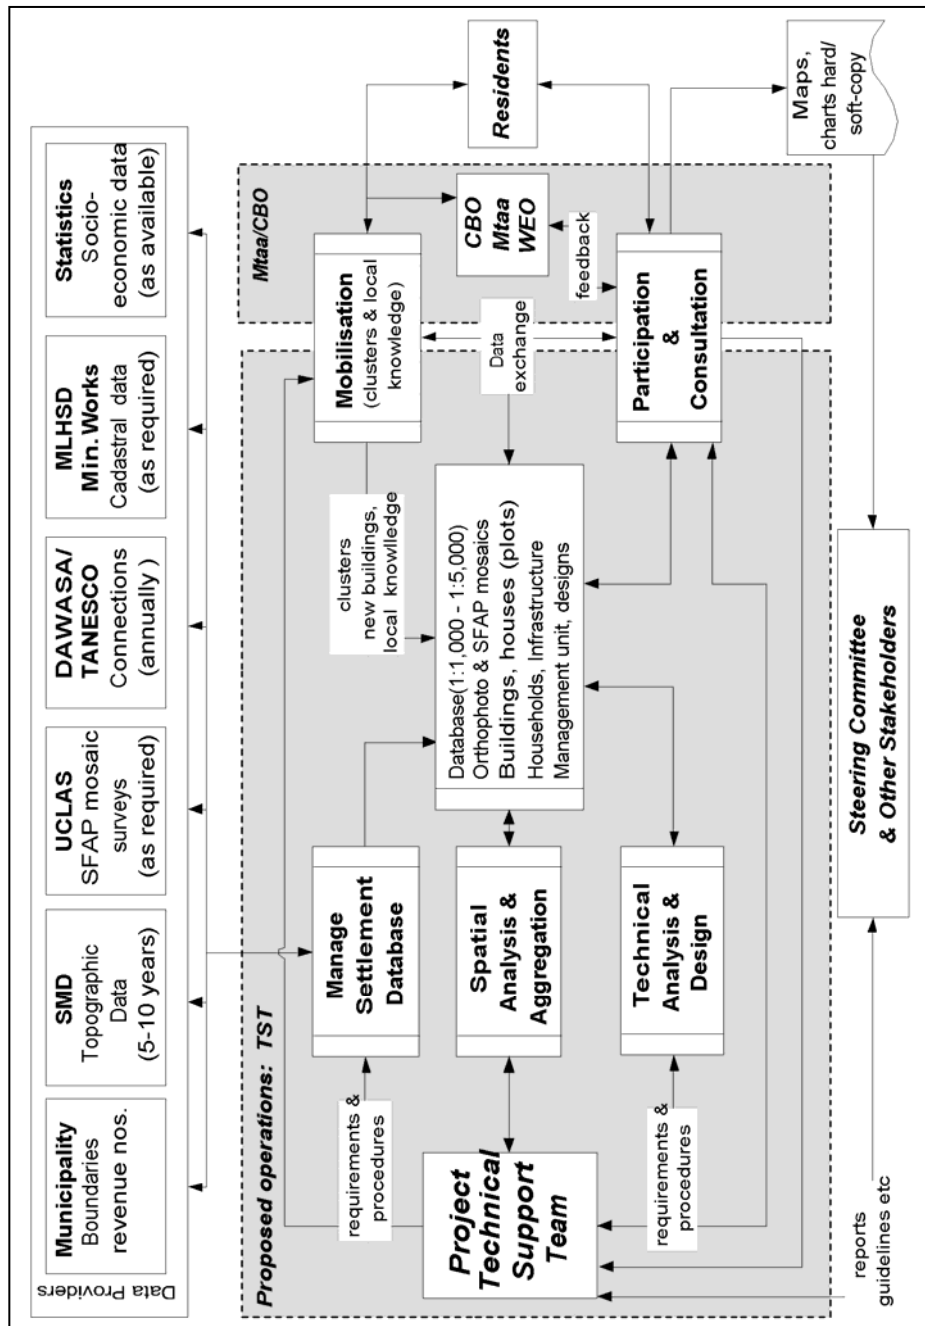 Data Providers
Municipality
Boundaries
revenue nos.
SMD
Topographic
Data
(5-10 years)
UCLAS
SFAP mosaic
surveys
(as required)
DAWASA/
TANESCO
Connections
(annually)
MLHSD
Min.Works
Cadastral data
(as required)
Statistics
Socio-
economic data
(as available)
Proposed operations: TST
Mtaa/CBO
requirements &
procedures
Manage
Settlement
Database
clusters
new buildings,
local knowlledge
Mobilisation
(clusters & local
knowledge)
Project
Technical
Support
Team
Spatial
Analysis &
Aggregation
Database(1:1,000 - 1:5,000)
Orthophoto & SFAP mosaics
Buildings, houses (plots)
Households, Infrastructure
Management unit, designs
Data
exchange
CBO
Mtaa
WEO
Residents
feedback
requirements &
procedures
Technical
Analysis &
Design
Participation
&
Consultation
reports
guidelines etc
Steering Committee
& Other Stakeholders
Maps,
charts hard/
soft-copy